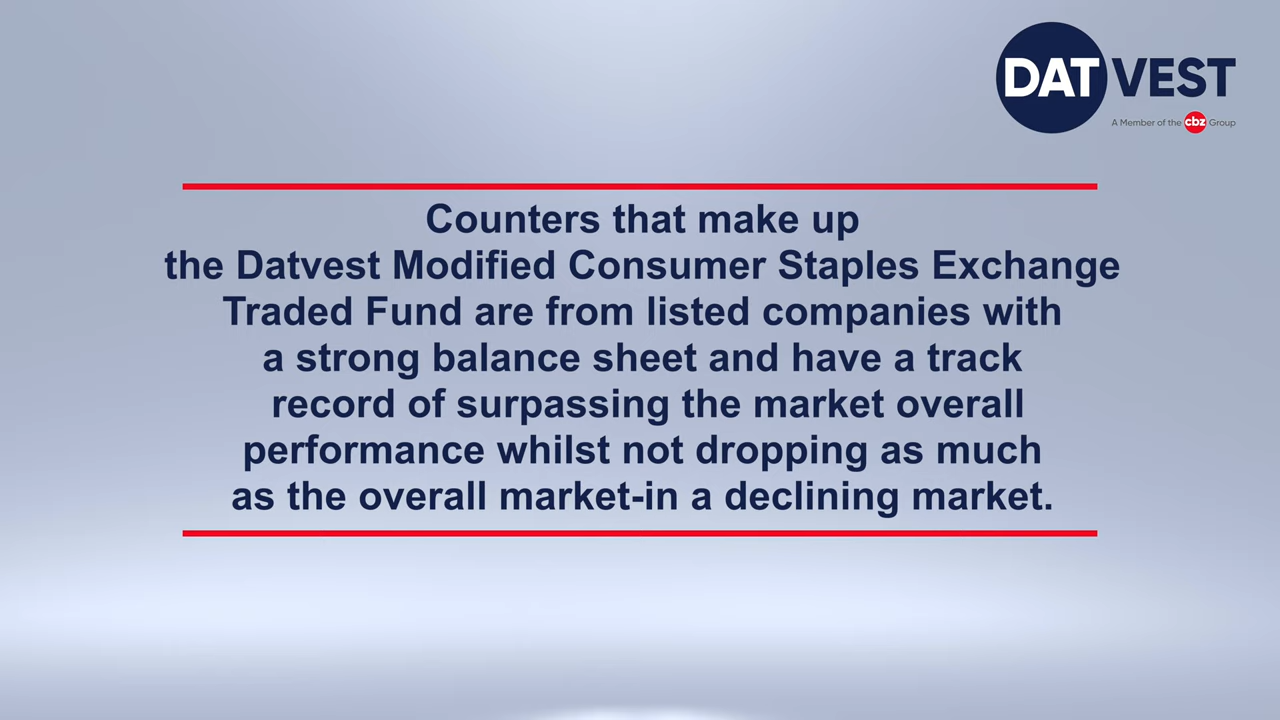 DATVEST
A Member of the cbz Group
Counters that make up
the Datvest Modified Consumer Staples Exchange
Traded Fund are from listed companies with
a strong balance sheet and have a track
record of surpassing the market overall
performance whilst not dropping as much
as the overall market-in a declining market.